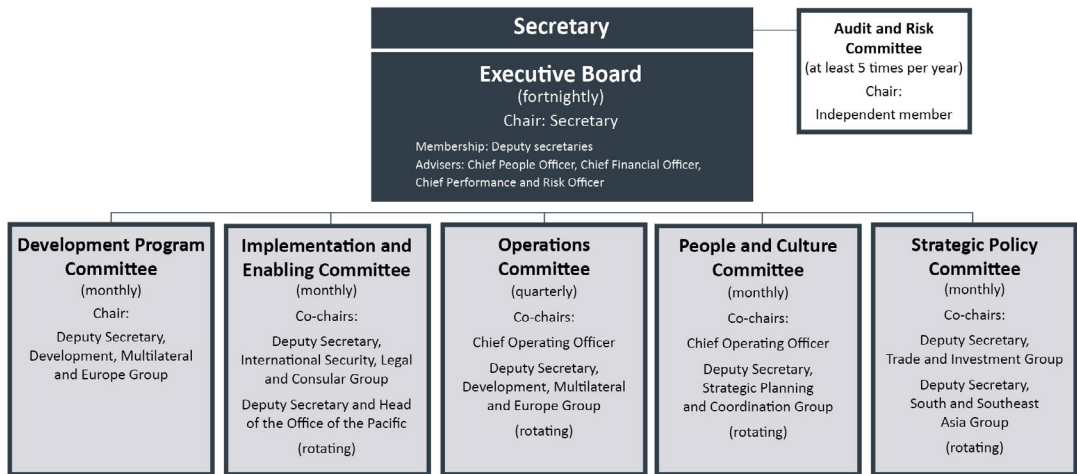 Secretary
Executive Board
(fortnightly)
Chair: Secretary
Membership: Deputy secretaries
Advisers: Chief People Officer, Chief Financial Officer,
Chief Performance and Risk Officer
Audit and Risk
Committee
(at least 5 times per year)
Chair:
Independent member
Development Program
Committee
(monthly)
Chair:
Deputy Secretary,
Development, Multilateral
and Europe Group
Implementation and
Enabling Committee
(monthly)
Co-chairs:
Deputy Secretary,
International Security, Legal
and Consular Group
Deputy Secretary and Head
of the Office of the Pacific
(rotating)
Operations
Committee
(quarterly)
Co-chairs:
Chief Operating Officer
Deputy Secretary,
Development, Multilateral
and Europe Group
(rotating)
People and Culture
Committee
(monthly)
Co-chairs:
Chief Operating Officer
Deputy Secretary,
Strategic Planning
and Coordination Group
(rotating)
Strategic Policy
Committee
(monthly)
Co-chairs:
Deputy Secretary,
Trade and Investment Group
Deputy Secretary,
South and Southeast
Asia Group
(rotating)